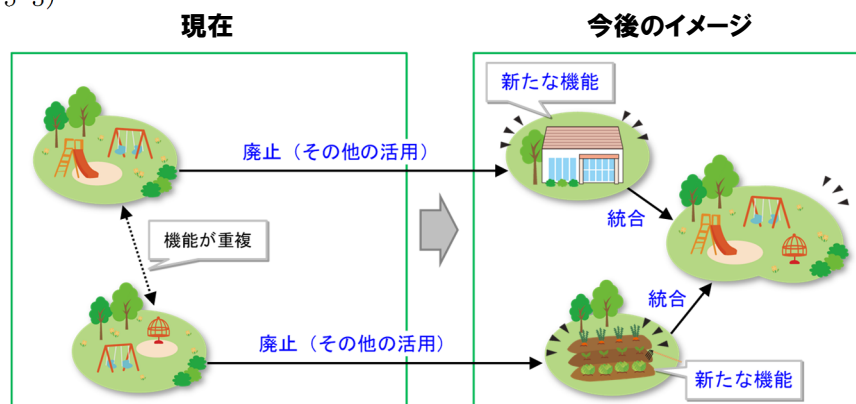 現在
今後のイメージ
新たな機能
廃止（その他の活用）
統合
機能が重複
統合
廃止（その他の活用）
新たな機能